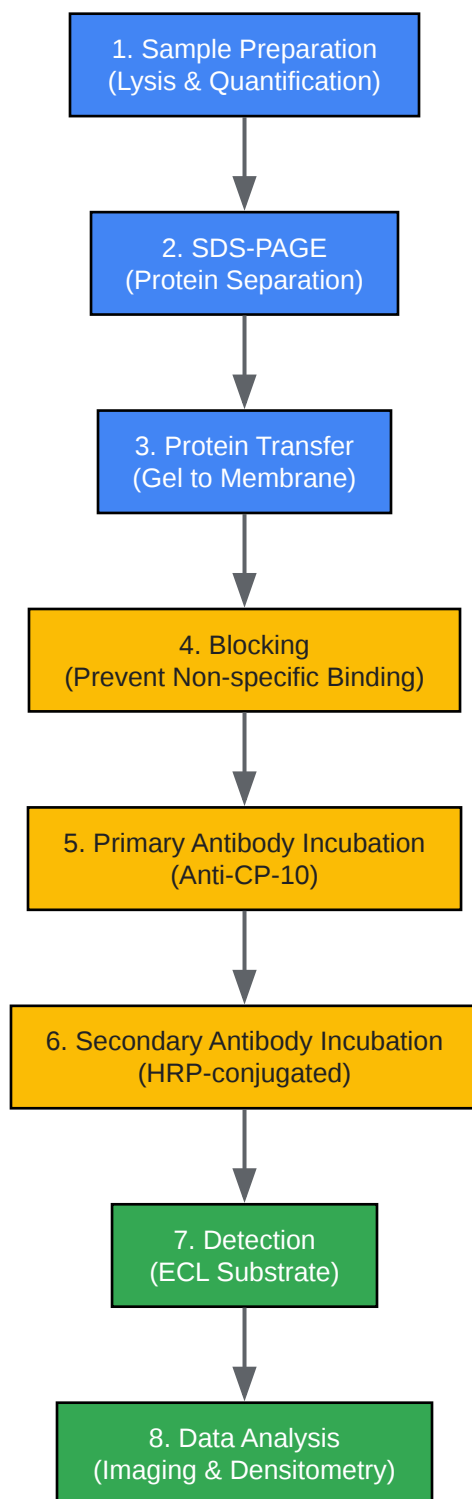 1. Sample Preparation
(Lysis & Quantification)
2. SDS-PAGE
(Protein Separation)
3. Protein Transfer
(Gel to Membrane)
4. Blocking
(Prevent Non-specific Binding)
5. Primary Antibody Incubation
(Anti-CP-10)
6. Secondary Antibody Incubation
(HRP-conjugated)
7. Detection
(ECL Substrate)
8. Data Analysis
(Imaging & Densitometry)